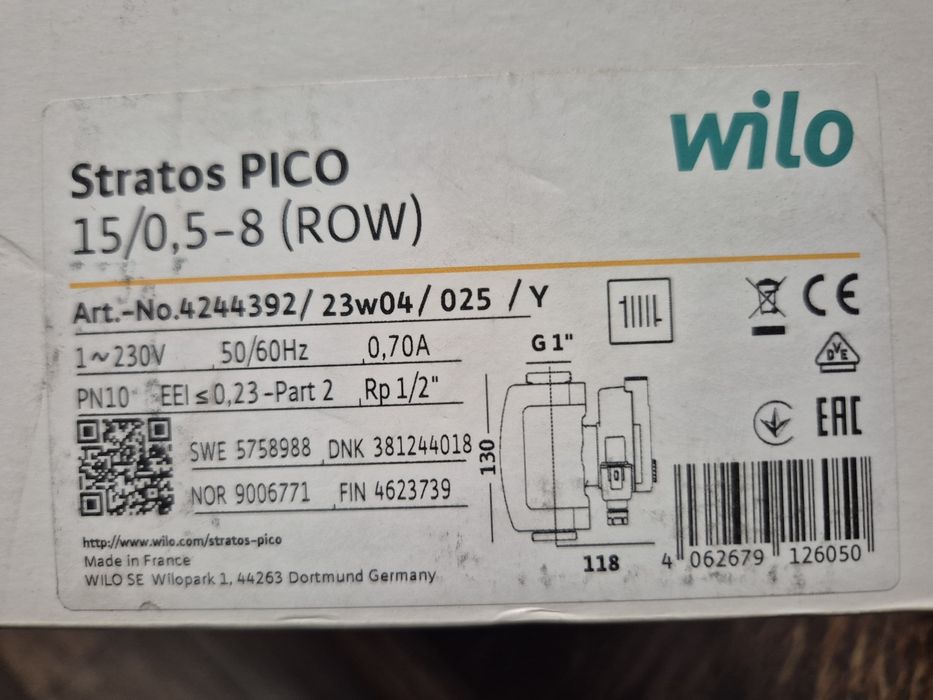 wilo
Stratos PICO
15/0,5-8 (ROW)
Art.-No.4244392/ 23w04/ 025 / Y
1~230V 50/60Hz 0,70A
PN10 EEI ≤ 0,23-Part 2 Rp 1/2"
SWE 5758988 DNK 381244018
NOR 9006771 FIN 4623739
http://www.wilo.com/stratos-pico
Made in France
WILO SE Wilopark 1, 44263 Dortmund Germany
G 1"
130
118
CE
DVE
EAC
4 062679 126050